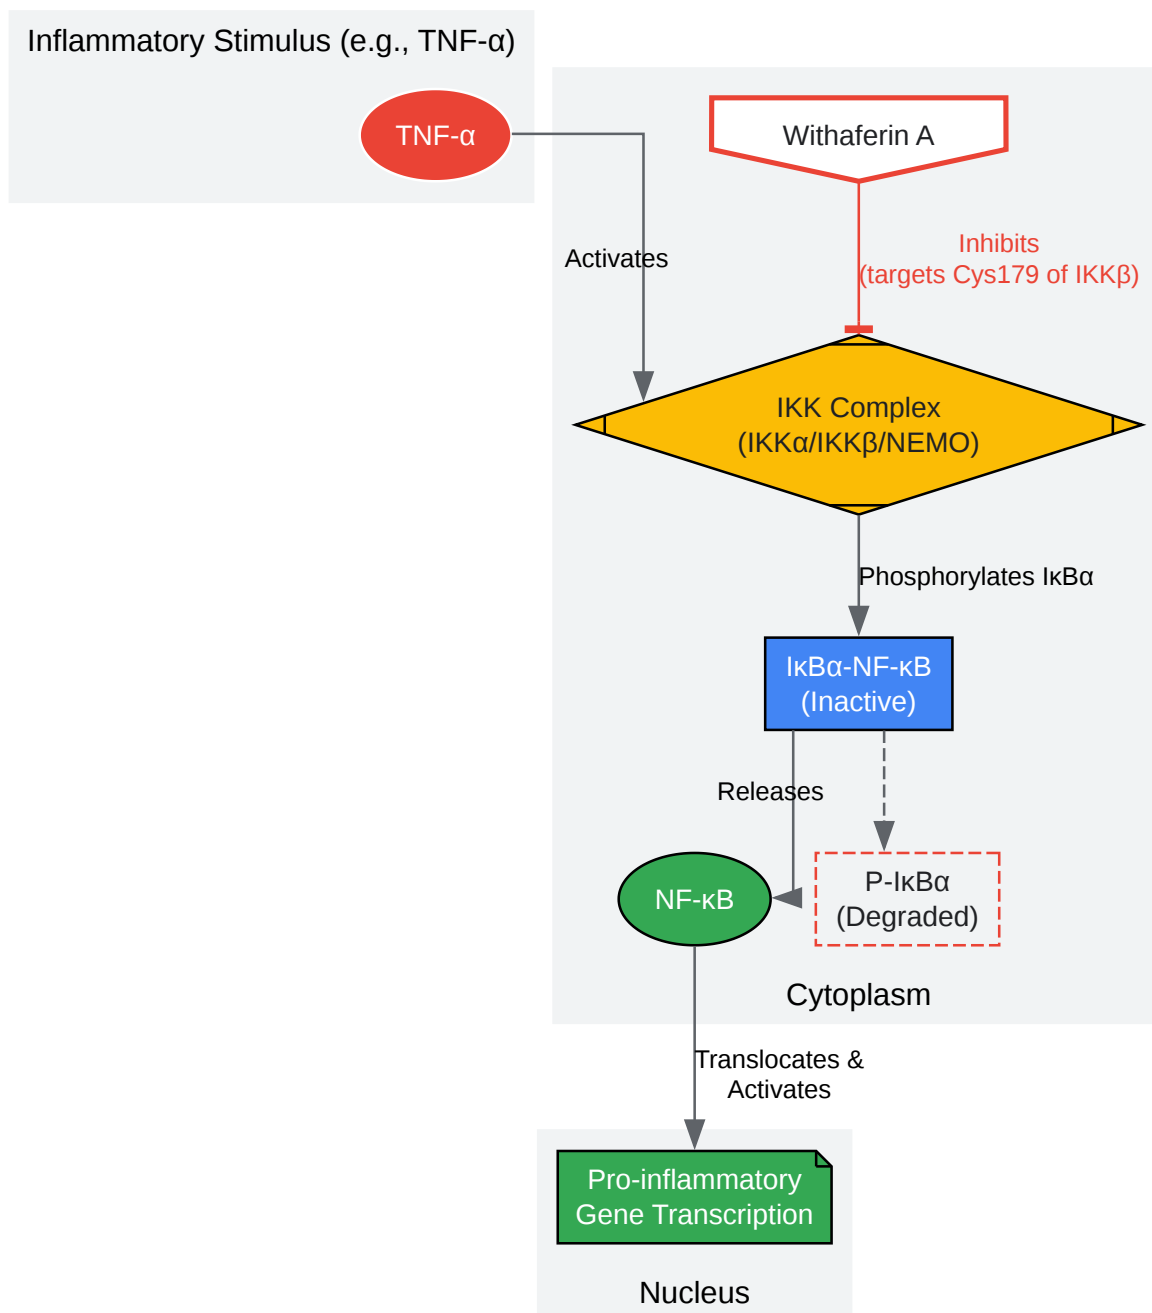 Inflammatory Stimulus (e.g., TNF-α)
TNF-α
Withaferin A
Activates
Inhibits
(targets Cys179 of IKKβ)
IKK Complex
(IKKα/IKKβ/NEMO)
Phosphorylates IκBα
IκBα-NF-κB
(Inactive)
Releases
NF-κB
P-IκBα
(Degraded)
Cytoplasm
Translocates &
Activates
Pro-inflammatory
Gene Transcription
Nucleus